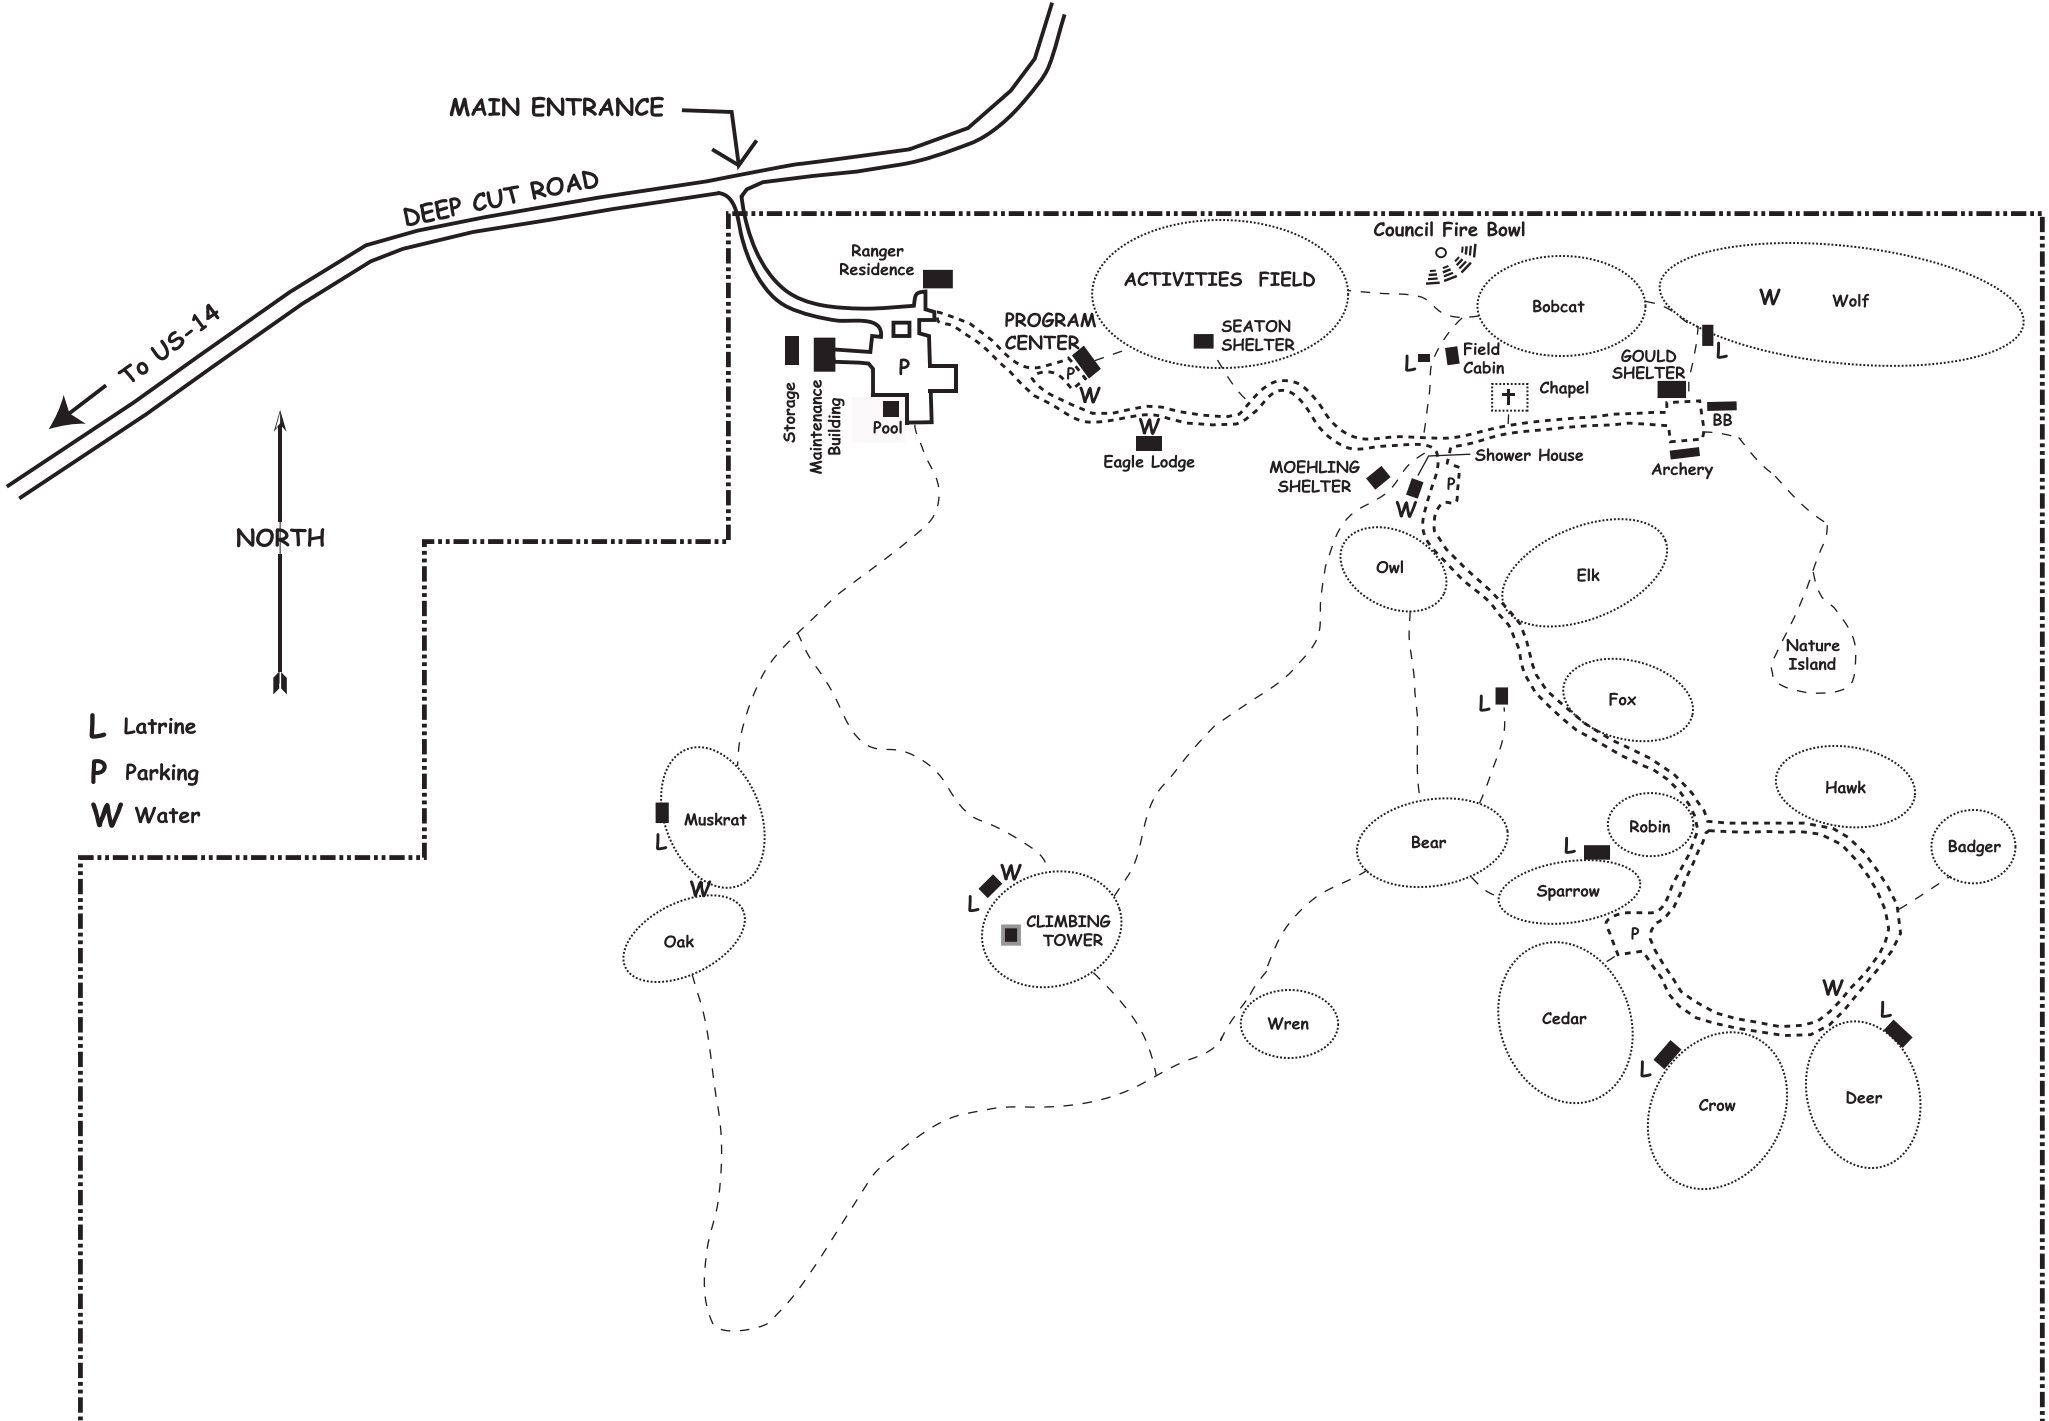 MAIN ENTRANCE
DEEP CUT ROAD
To US-14
NORTH
L Latrine
P Parking
W Water
Ranger
Residence
P
Storage
Maintenance
Building
Pool
PROGRAM
CENTER
P
W
ACTIVITIES FIELD
SEATON
SHELTER
W
Eagle Lodge
Council Fire Bowl
Bobcat
W
Wolf
L
L
Field
Cabin
Chapel
GOULD
SHELTER
BB
Archery
MOEHLING
SHELTER
Shower House
P
W
Owl
Elk
Nature
Island
L
Fox
Hawk
Muskrat
L
W
Oak
W
L
CLIMBING
TOWER
Bear
Robin
L
Sparrow
Badger
P
W
Wren
Cedar
L
L
Crow
Deer